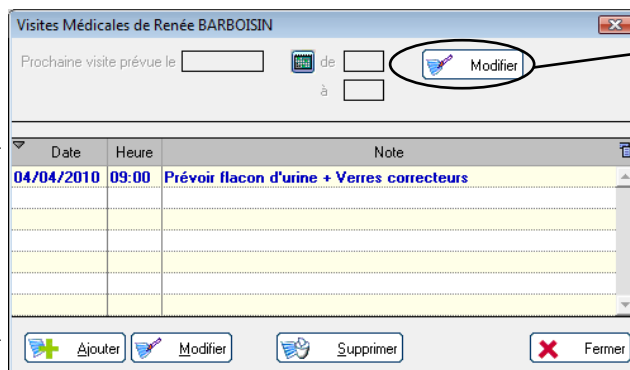 Visites Médicales de Renée BARBOISIN
Prochaine visite prévue le de Modifier
à
Date Heure Note
04/04/2010 09:00 Prévoir flacon d'urine + Verres correcteurs
Ajouter Modifier Supprimer Fermer